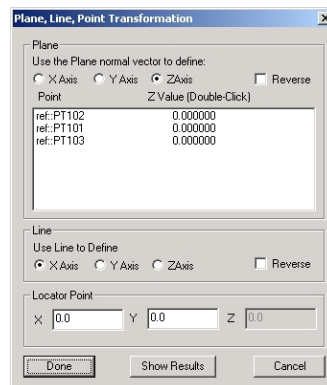 Plane, Line, Point Transformation
Plane
Use the Plane normal vector to define:
X Axis Y Axis ZAxis Reverse
Point Z Value (Double-Click)
ref::PT102 0.000000
ref::PT101 0.000000
ref::PT103 0.000000
Line
Use Line to Define
X Axis Y Axis ZAxis Reverse
Locator Point
X 0.0 Y 0.0 Z 0.0
Done Show Results Cancel